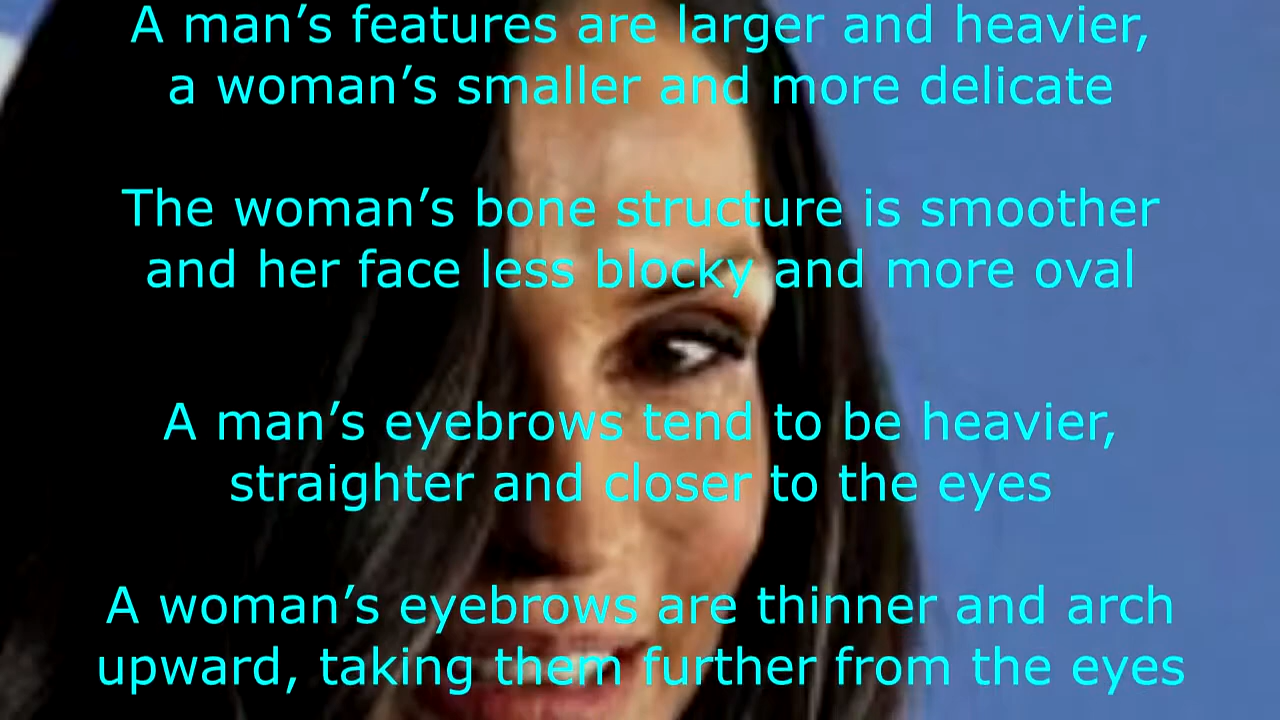 A man’s features are larger and heavier,
a woman’s smaller and more delicate
The woman’s bone structure is smoother
and her face less blocky and more oval
A man’s eyebrows tend to be heavier,
straighter and closer to the eyes
A woman’s eyebrows are thinner and arch
upward, taking them further from the eyes